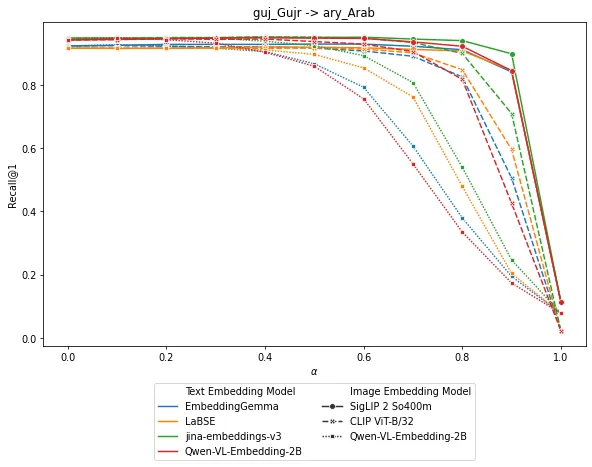 guj_Gujr -> ary_Arab
Recall@1
0.8
0.6
0.4
0.2
0.0
0.0 0.2 0.4 0.6 0.8 1.0
α
Text Embedding Model
EmbeddingGemma
LaBSE
jina-embeddings-v3
Qwen-VL-Embedding-2B
Image Embedding Model
SigLIP 2 So400m
CLIP ViT-B/32
Qwen-VL-Embedding-2B